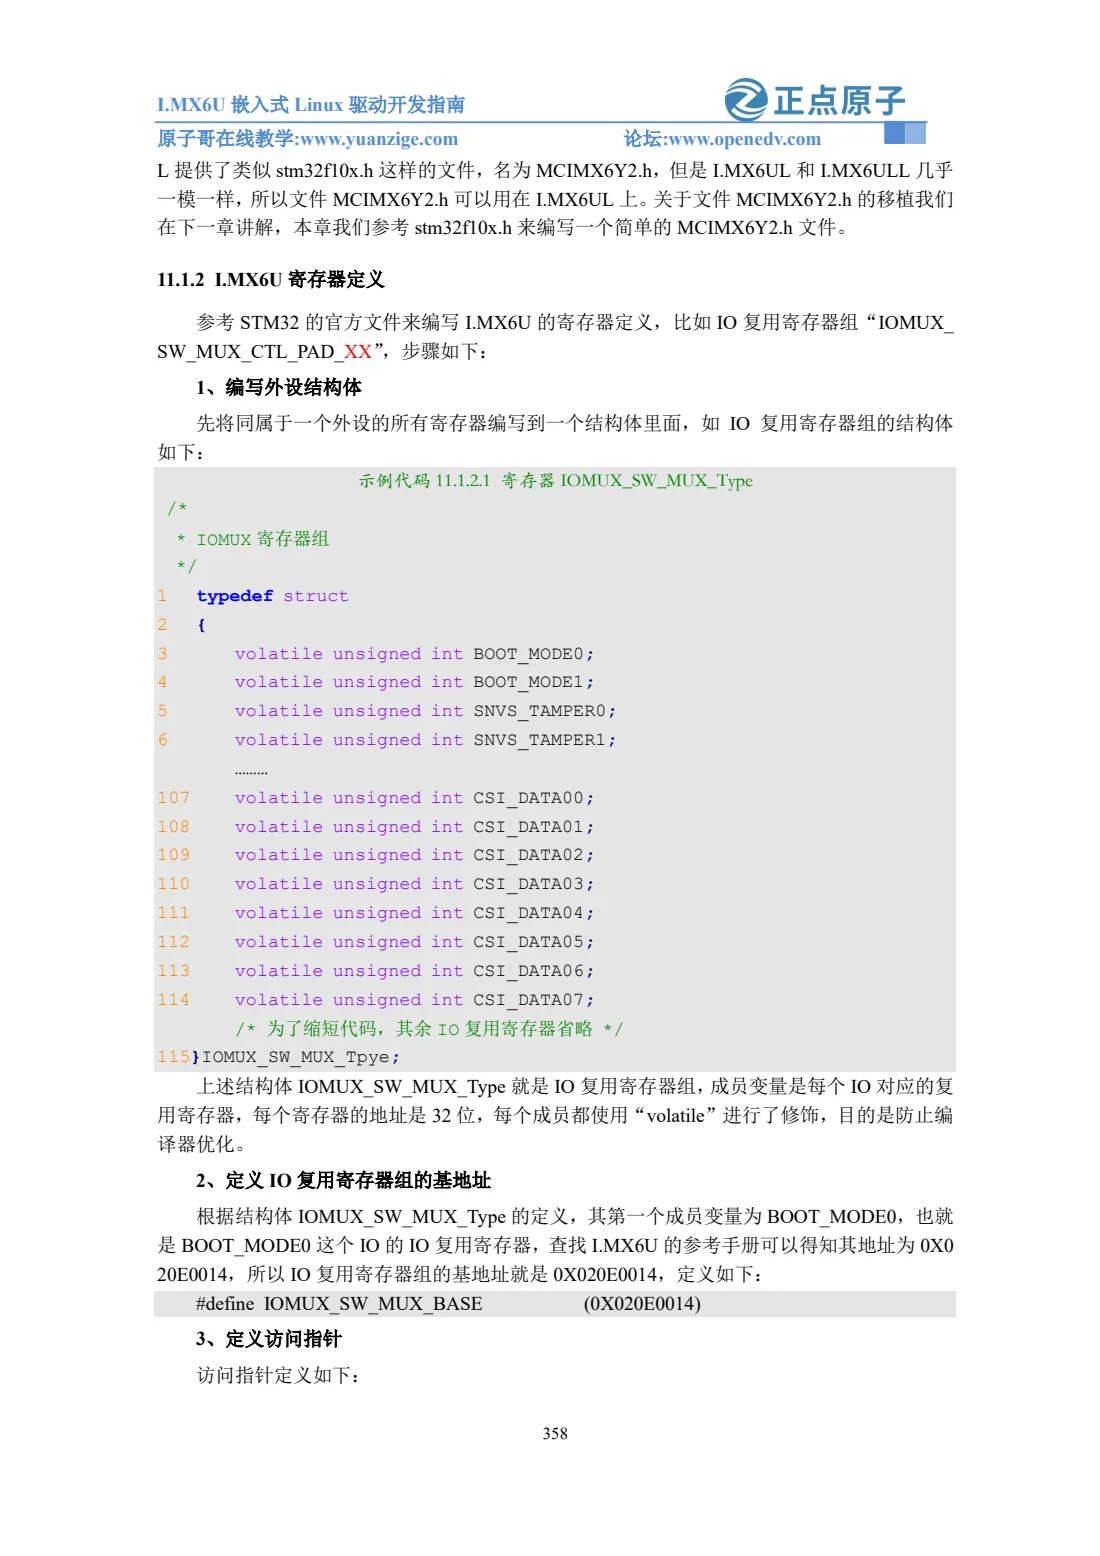 I.MX6U 嵌入式 Linux 驱动开发指南
正点原子
原子哥在线教学:www.yuanzige.com 论坛:www.openedv.com
L 提供了类似 stm32f10x.h 这样的文件，名为 MCIMX6Y2.h，但是 I.MX6UL 和 I.MX6ULL 几乎
一模一样，所以文件 MCIMX6Y2.h 可以用在 I.MX6UL 上。关于文件 MCIMX6Y2.h 的移植我们
在下一章讲解，本章我们参考 stm32f10x.h 来编写一个简单的 MCIMX6Y2.h 文件。
11.1.2 I.MX6U 寄存器定义
参考 STM32 的官方文件来编写 I.MX6U 的寄存器定义，比如 IO 复用寄存器组“IOMUX_
SW_MUX_CTL_PAD_XX”，步骤如下：
1、编写外设结构体
先将同属于一个外设的所有寄存器编写到一个结构体里面，如 IO 复用寄存器组的结构体
如下：
示例代码 11.1.2.1 寄存器 IOMUX_SW_MUX_Type
/*
* IOMUX 寄存器组
*/
1 typedef struct
2 {
3 volatile unsigned int BOOT_MODE0;
4 volatile unsigned int BOOT_MODE1;
5 volatile unsigned int SNVS_TAMPER0;
6 volatile unsigned int SNVS_TAMPER1;
………
107 volatile unsigned int CSI_DATA00;
108 volatile unsigned int CSI_DATA01;
109 volatile unsigned int CSI_DATA02;
110 volatile unsigned int CSI_DATA03;
111 volatile unsigned int CSI_DATA04;
112 volatile unsigned int CSI_DATA05;
113 volatile unsigned int CSI_DATA06;
114 volatile unsigned int CSI_DATA07;
/* 为了缩短代码，其余 IO 复用寄存器省略 */
115}IOMUX_SW_MUX_Tpye;
上述结构体 IOMUX_SW_MUX_Type 就是 IO 复用寄存器组，成员变量是每个 IO 对应的复
用寄存器，每个寄存器的地址是 32 位，每个成员都使用“volatile”进行了修饰，目的是防止编
译器优化。
2、定义 IO 复用寄存器组的基地址
根据结构体 IOMUX_SW_MUX_Type 的定义，其第一个成员变量为 BOOT_MODE0，也就
是 BOOT_MODE0 这个 IO 的 IO 复用寄存器，查找 I.MX6U 的参考手册可以得知其地址为 0X0
20E0014，所以 IO 复用寄存器组的基地址就是 0X020E0014，定义如下：
#define IOMUX_SW_MUX_BASE (0X020E0014)
3、定义访问指针
访问指针定义如下：
358